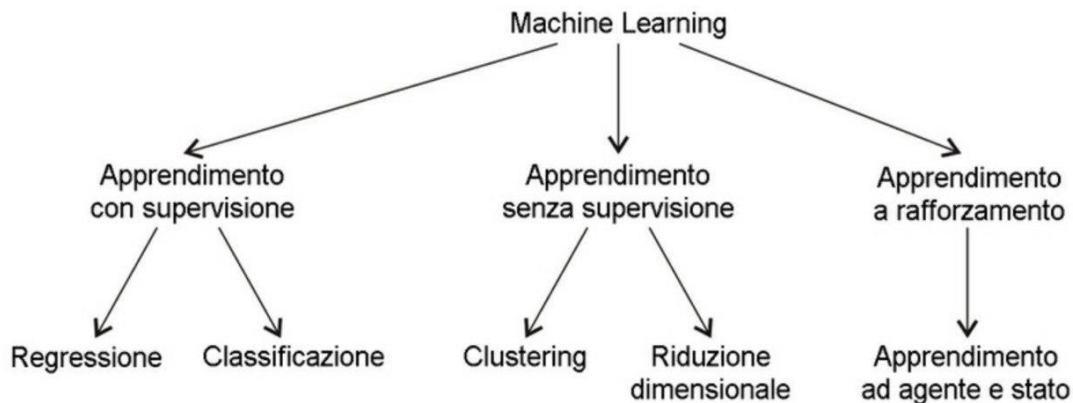 Machine Learning
Apprendimento
con supervisione
Apprendimento
senza supervisione
Apprendimento
a rafforzamento
Regressione
Classificazione
Clustering
Riduzione
dimensionale
Apprendimento
ad agente e stato